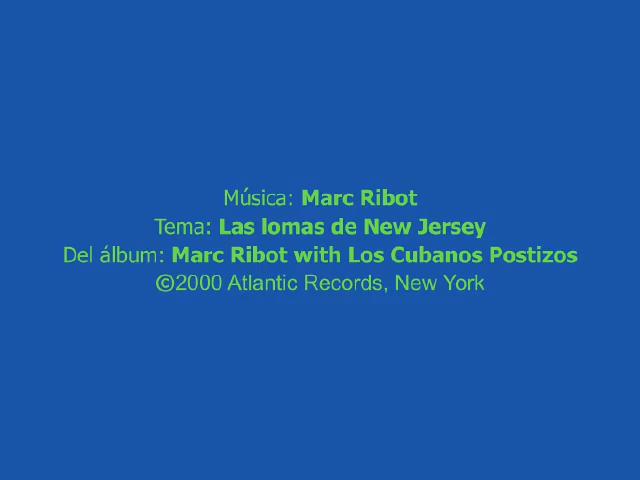 Música: Marc Ribot
Tema: Las lomas de New Jersey
Del álbum: Marc Ribot with Los Cubanos Postizos
©2000 Atlantic Records, New York